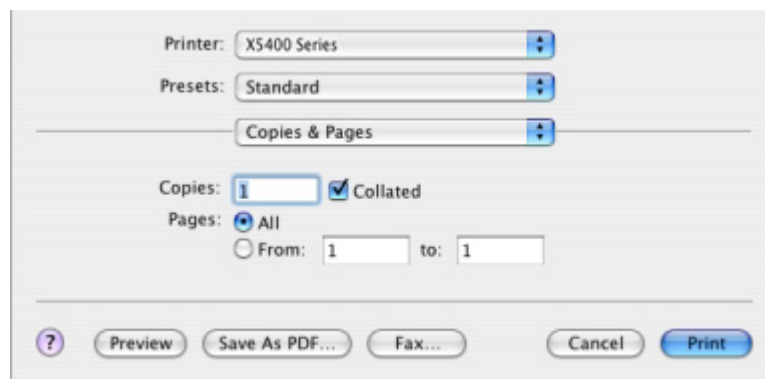 Printer: X5400 Series
Presets: Standard
Copies & Pages
Copies: 1 Collated
Pages: All
From: 1 to: 1
? Preview Save As PDF... Fax... Cancel Print